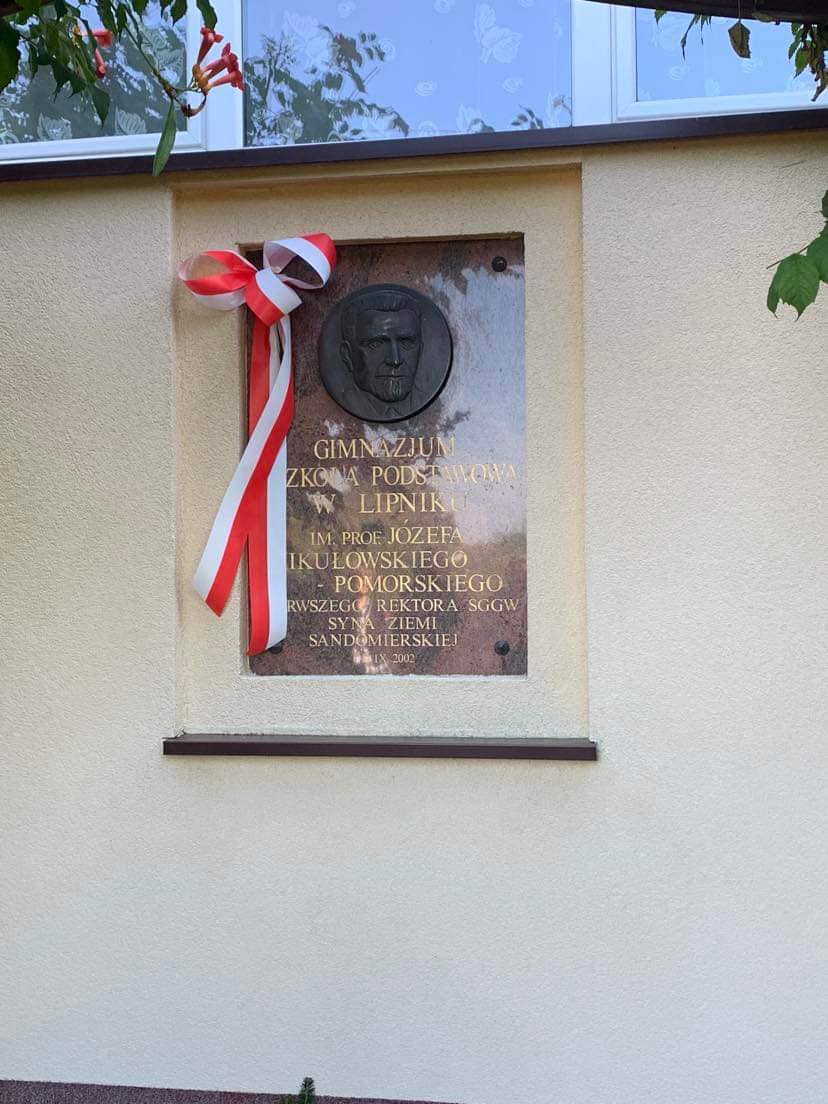 GIMNAZJUM
ZKOŁA PODSTAWOWA
W LIPNIKU
IM. PROF. JÓZEFA
IKUŁOWSKIEGO
- POMORSKIEGO
RWSZEGO REKTORA SGGW
SYNA ZIEMI
SANDOMIERSKIEJ
IX 2002